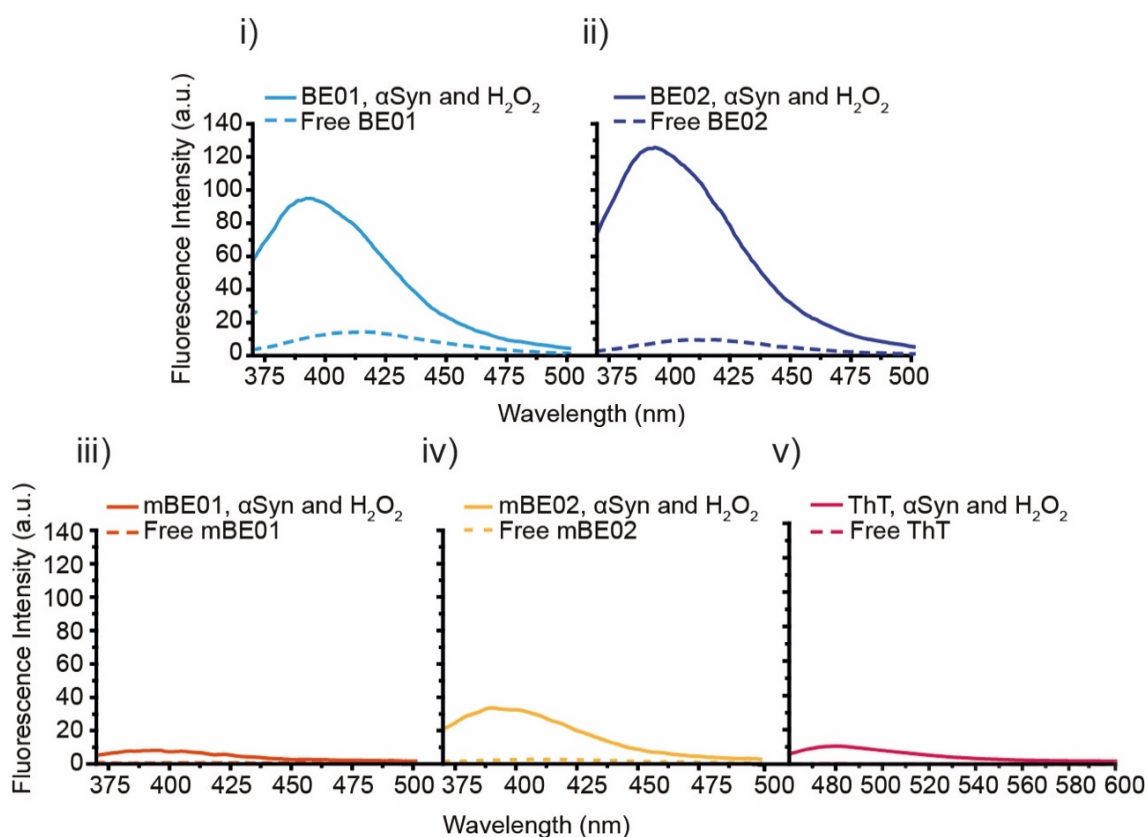 i)
ii)
BE01, αSyn and H₂O₂
Free BE01
BE02, αSyn and H₂O₂
Free BE02
Fluorescence Intensity (a.u.)
140
120
100
80
60
40
20
0
375 400 425 450 475 500
375 400 425 450 475 500
Wavelength (nm)
iii)
iv)
v)
mBE01, αSyn and H₂O₂
Free mBE01
mBE02, αSyn and H₂O₂
Free mBE02
ThT, αSyn and H₂O₂
Free ThT
Fluorescence Intensity (a.u.)
140
120
100
80
60
40
20
0
375 400 425 450 475 500
375 400 425 450 475 500
480 500 520 540 560 580 600
Wavelength (nm)